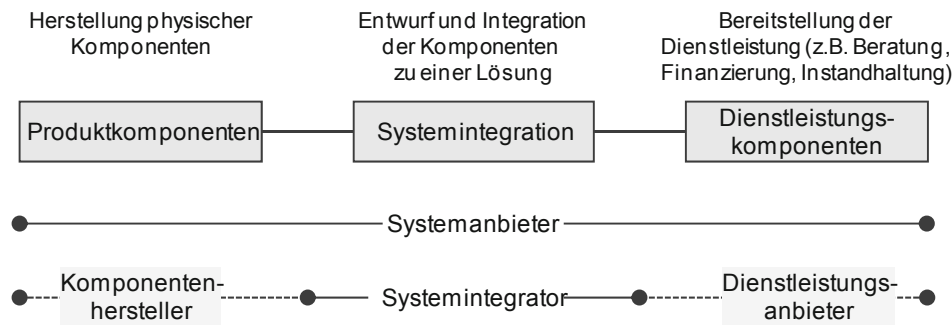 Herstellung physischer
Komponenten
Entwurf und Integration
der Komponenten
zu einer Lösung
Bereitstellung der
Dienstleistung (z.B. Beratung,
Finanzierung, Instandhaltung)
Produktkomponenten
Systemintegration
Dienstleistungs-
komponenten
Systemanbieter
Komponenten-
hersteller
Systemintegrator
Dienstleistungs-
anbieter